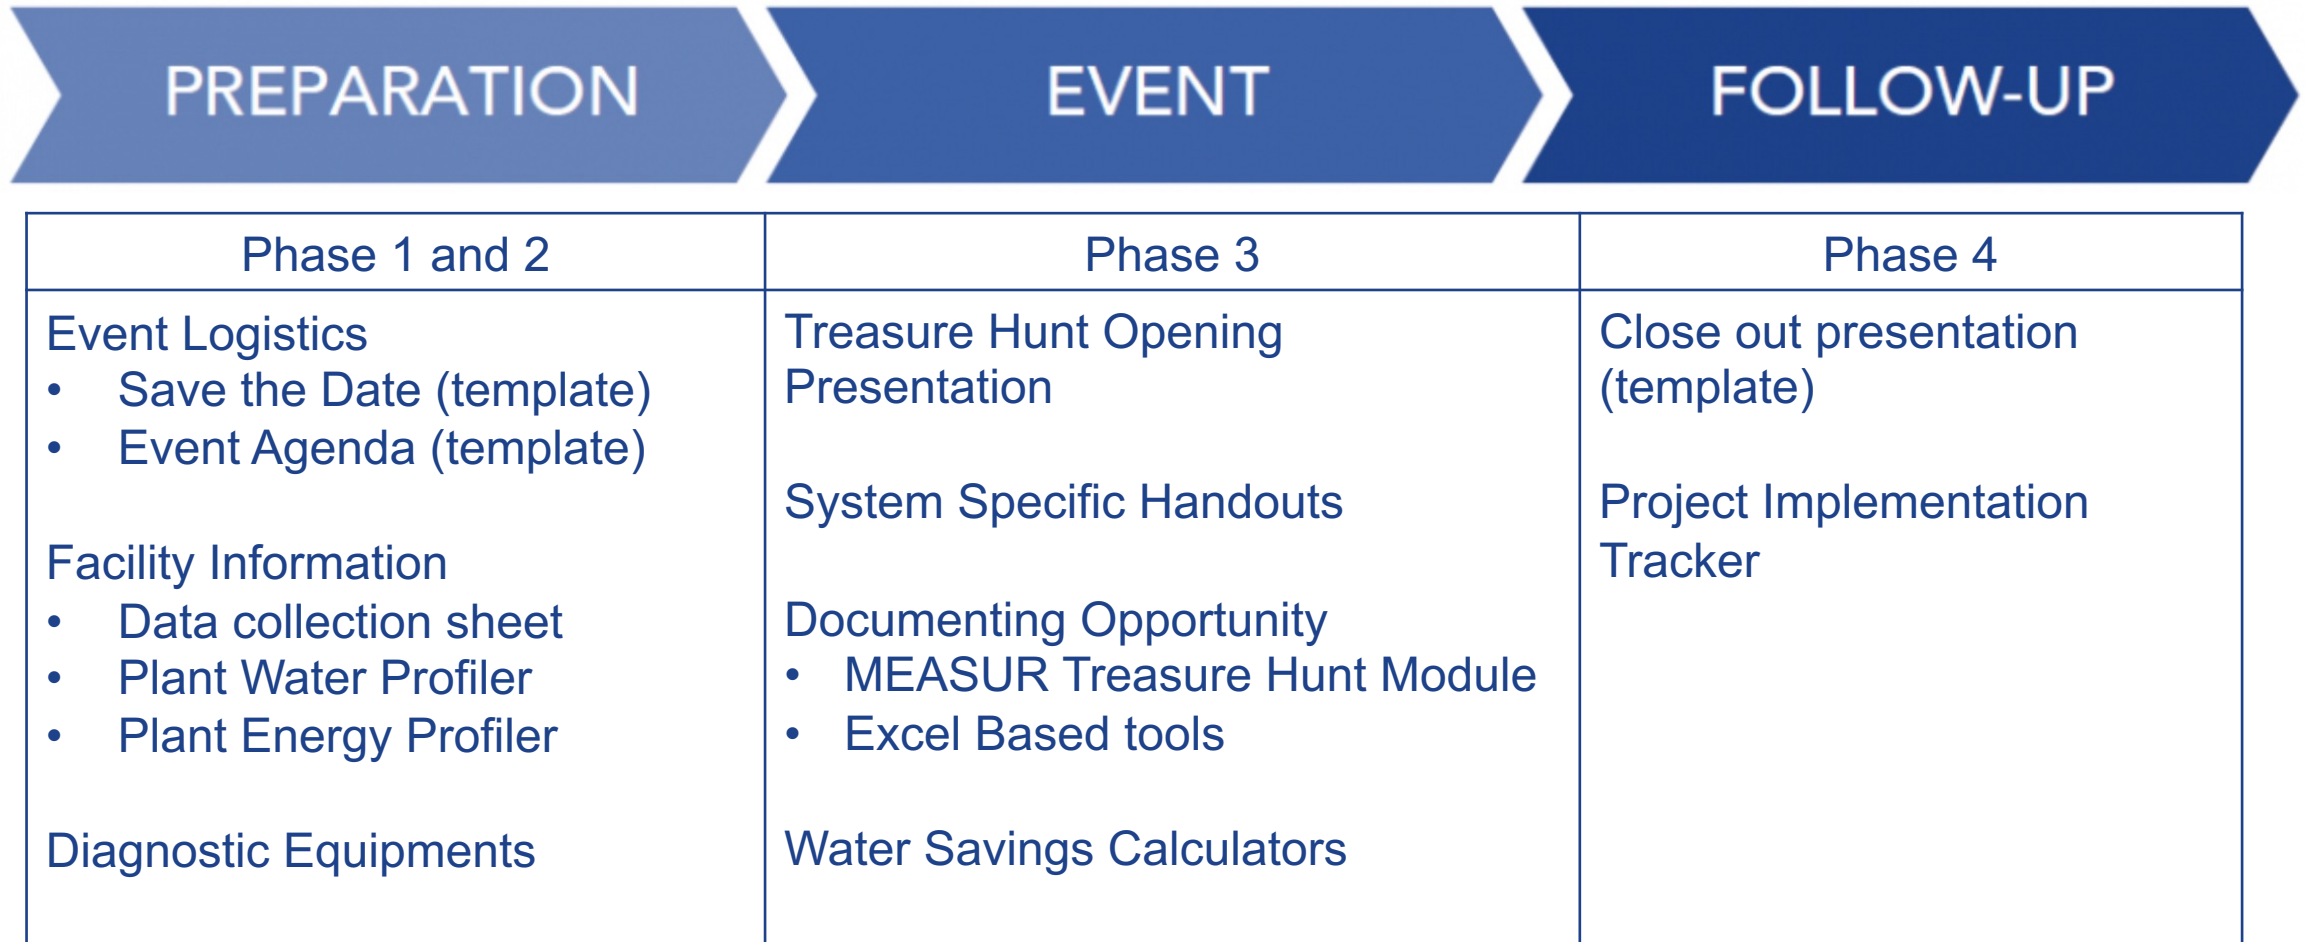 PREPARATION
EVENT
FOLLOW-UP
Phase 1 and 2
Phase 3
Phase 4
Event Logistics
• Save the Date (template)
• Event Agenda (template)
Facility Information
• Data collection sheet
• Plant Water Profiler
• Plant Energy Profiler
Diagnostic Equipments
Treasure Hunt Opening
Presentation
System Specific Handouts
Documenting Opportunity
• MEASUR Treasure Hunt Module
• Excel Based tools
Water Savings Calculators
Close out presentation
(template)
Project Implementation
Tracker